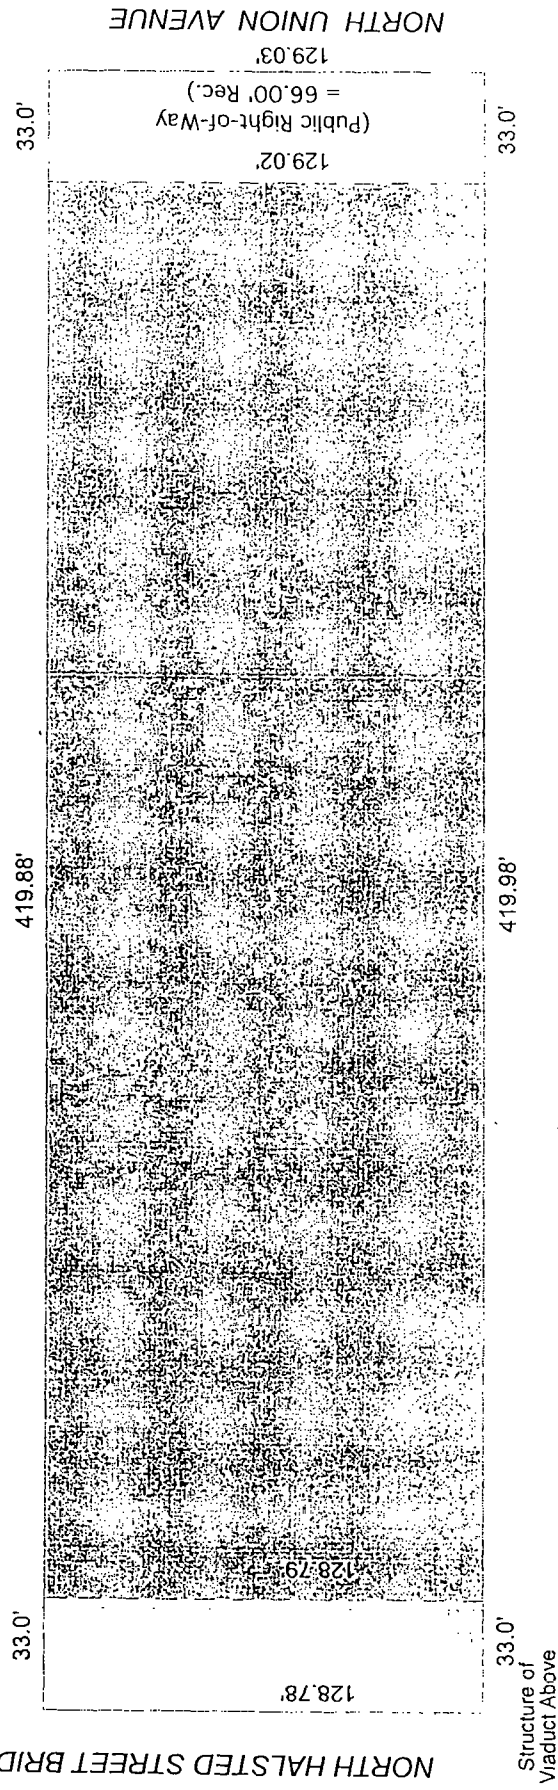 NORTH UNION AVENUE
129.03'
(Public Right-of-Way
= 66.00' Rec.)
33.0'
33.0'
129.02'
419.88'
419.98'
128.79'
33.0'
33.0'
128.78'
Structure of
Viaduct Above
NORTH HALSTED STREET BRID